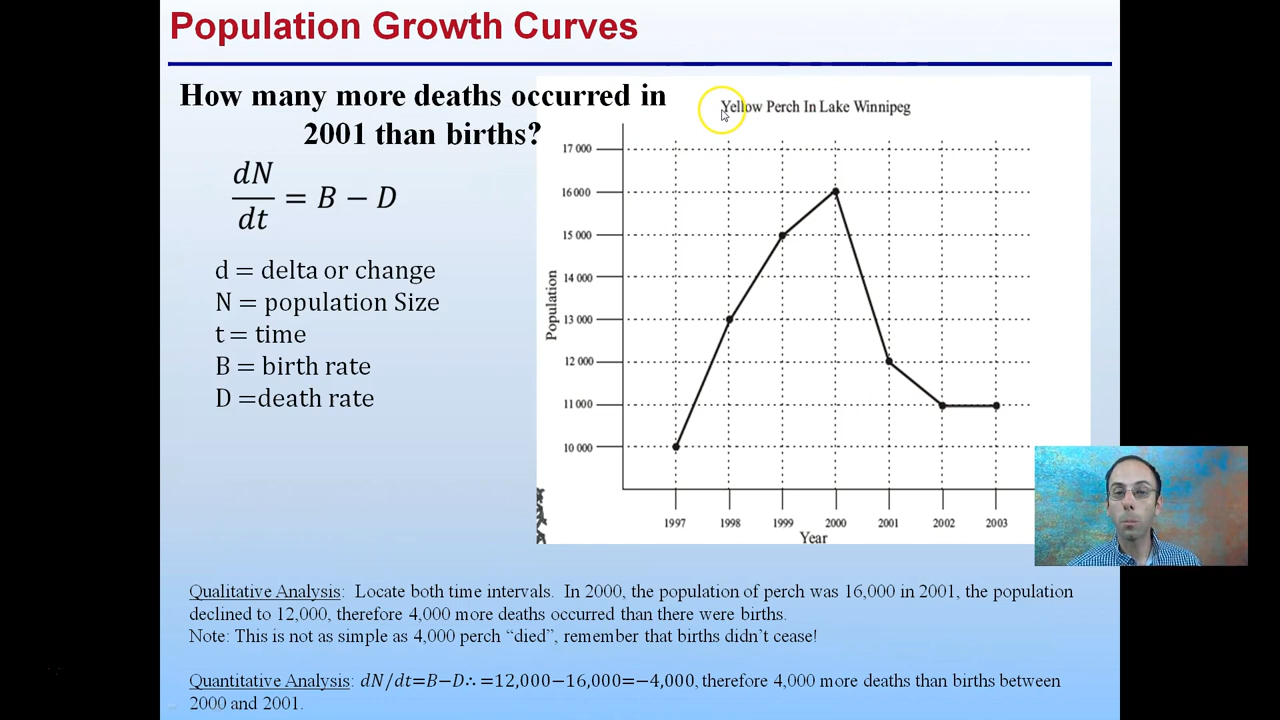 Population Growth Curves
How many more deaths occurred in
2001 than births?
dN
dt
= B − D
d = delta or change
N = population Size
t = time
B = birth rate
D =death rate
Yellow Perch In Lake Winnipeg
Population
17 000
16 000
15 000
14 000
13 000
12 000
11 000
10 000
1997 1998 1999 2000 2001 2002 2003
Year
Qualitative Analysis: Locate both time intervals. In 2000, the population of perch was 16,000 in 2001, the population
declined to 12,000, therefore 4,000 more deaths occurred than there were births.
Note: This is not as simple as 4,000 perch “died”, remember that births didn’t cease!
Quantitative Analysis: dN/dt=B−D∴ =12,000−16,000=−4,000, therefore 4,000 more deaths than births between
2000 and 2001.